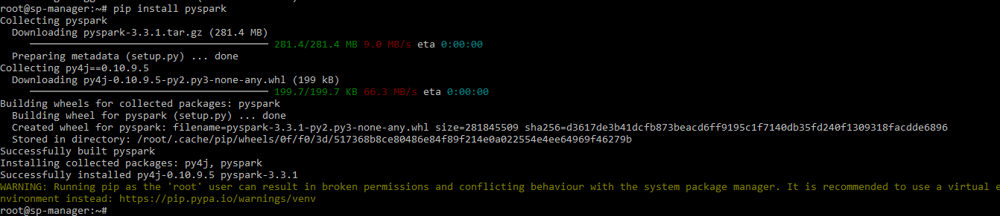 root@sp-manager:~# pip install pyspark
Collecting pyspark
  Downloading pyspark-3.3.1.tar.gz (281.4 MB)
     281.4/281.4 MB 9.0 MB/s eta 0:00:00
  Preparing metadata (setup.py) ... done
Collecting py4j==0.10.9.5
  Downloading py4j-0.10.9.5-py2.py3-none-any.whl (199 kB)
     199.7/199.7 KB 66.3 MB/s eta 0:00:00
Building wheels for collected packages: pyspark
  Building wheel for pyspark (setup.py) ... done
  Created wheel for pyspark: filename=pyspark-3.3.1-py2.py3-none-any.whl size=281845509 sha256=d3617de3b41dcfb873beacd6ff9195c1f7140db35fd240f1309318facdde6896
  Stored in directory: /root/.cache/pip/wheels/0f/f0/3d/517368b8ce80486e84f89f214e0a022554e4ee64969f46279b
Successfully built pyspark
Installing collected packages: py4j, pyspark
Successfully installed py4j-0.10.9.5 pyspark-3.3.1
WARNING: Running pip as the 'root' user can result in broken permissions and conflicting behaviour with the system package manager. It is recommended to use a virtual e
nvironment instead: https://pip.pypa.io/warnings/venv
root@sp-manager:~#